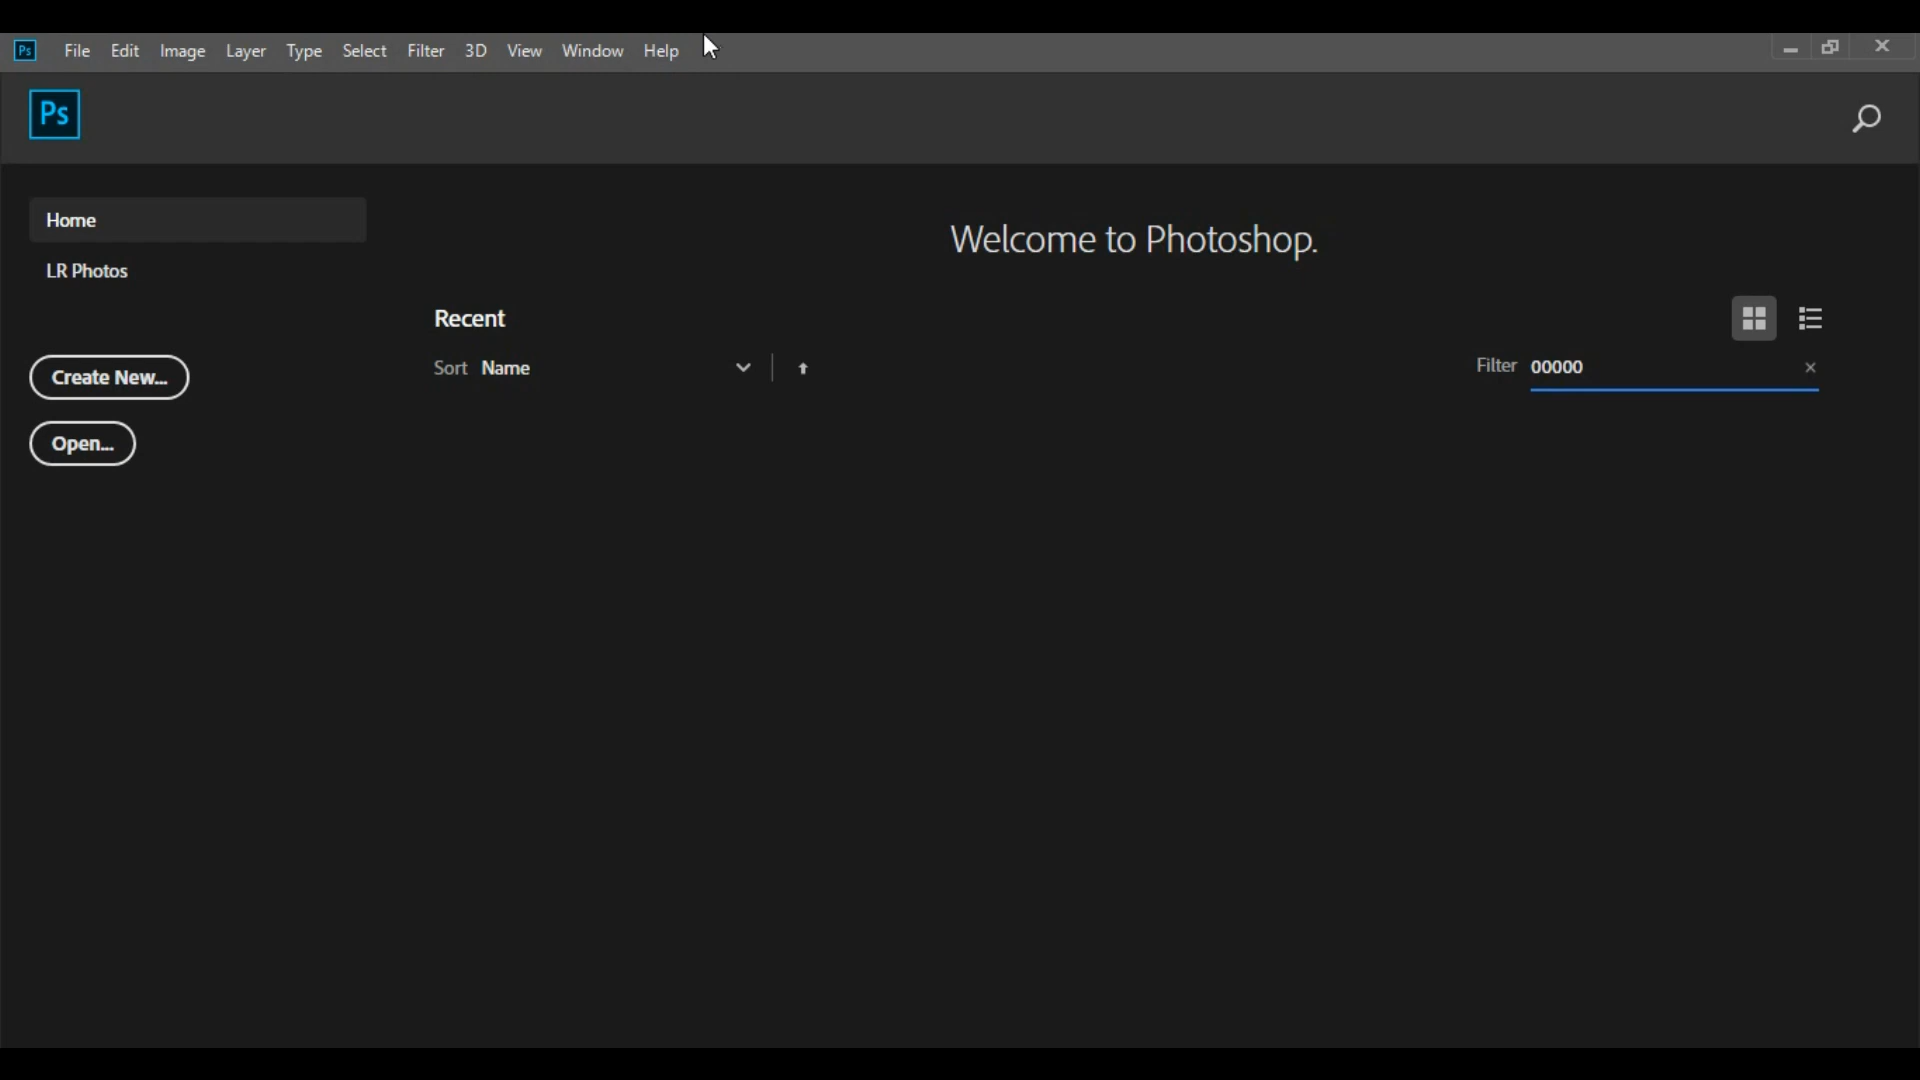 Ps File Edit Image Layer Type Select Filter 3D View Window Help
Ps
Home
LR Photos
Create New...
Open...
Welcome to Photoshop.
Recent
Sort Name
Filter 00000